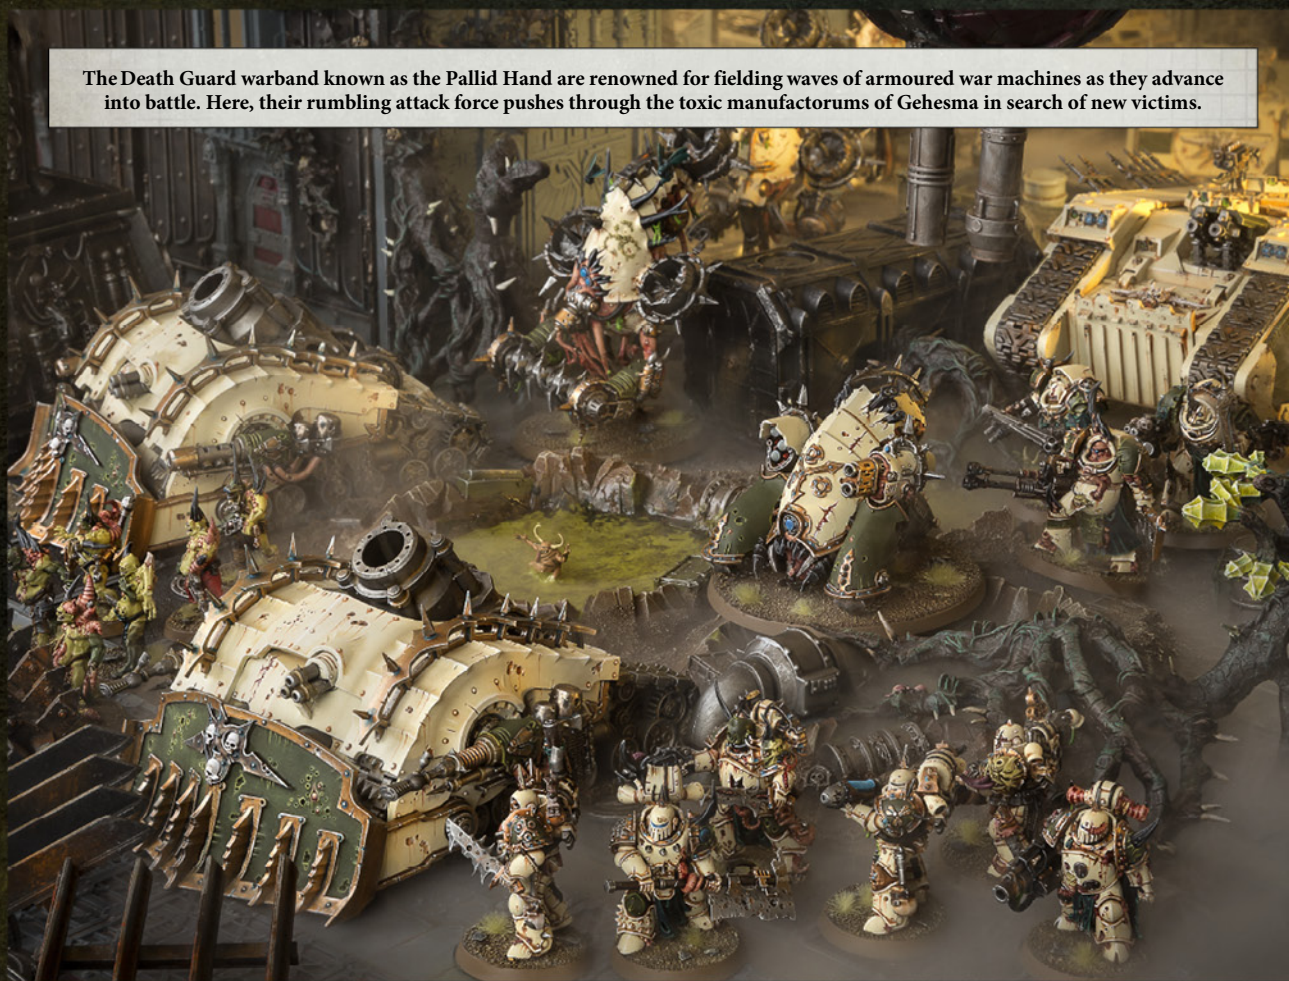 The Death Guard warband known as the Pallid Hand are renowned for fielding waves of armoured war machines as they advance
into battle. Here, their rumbling attack force pushes through the toxic manufactorums of Gehesma in search of new victims.